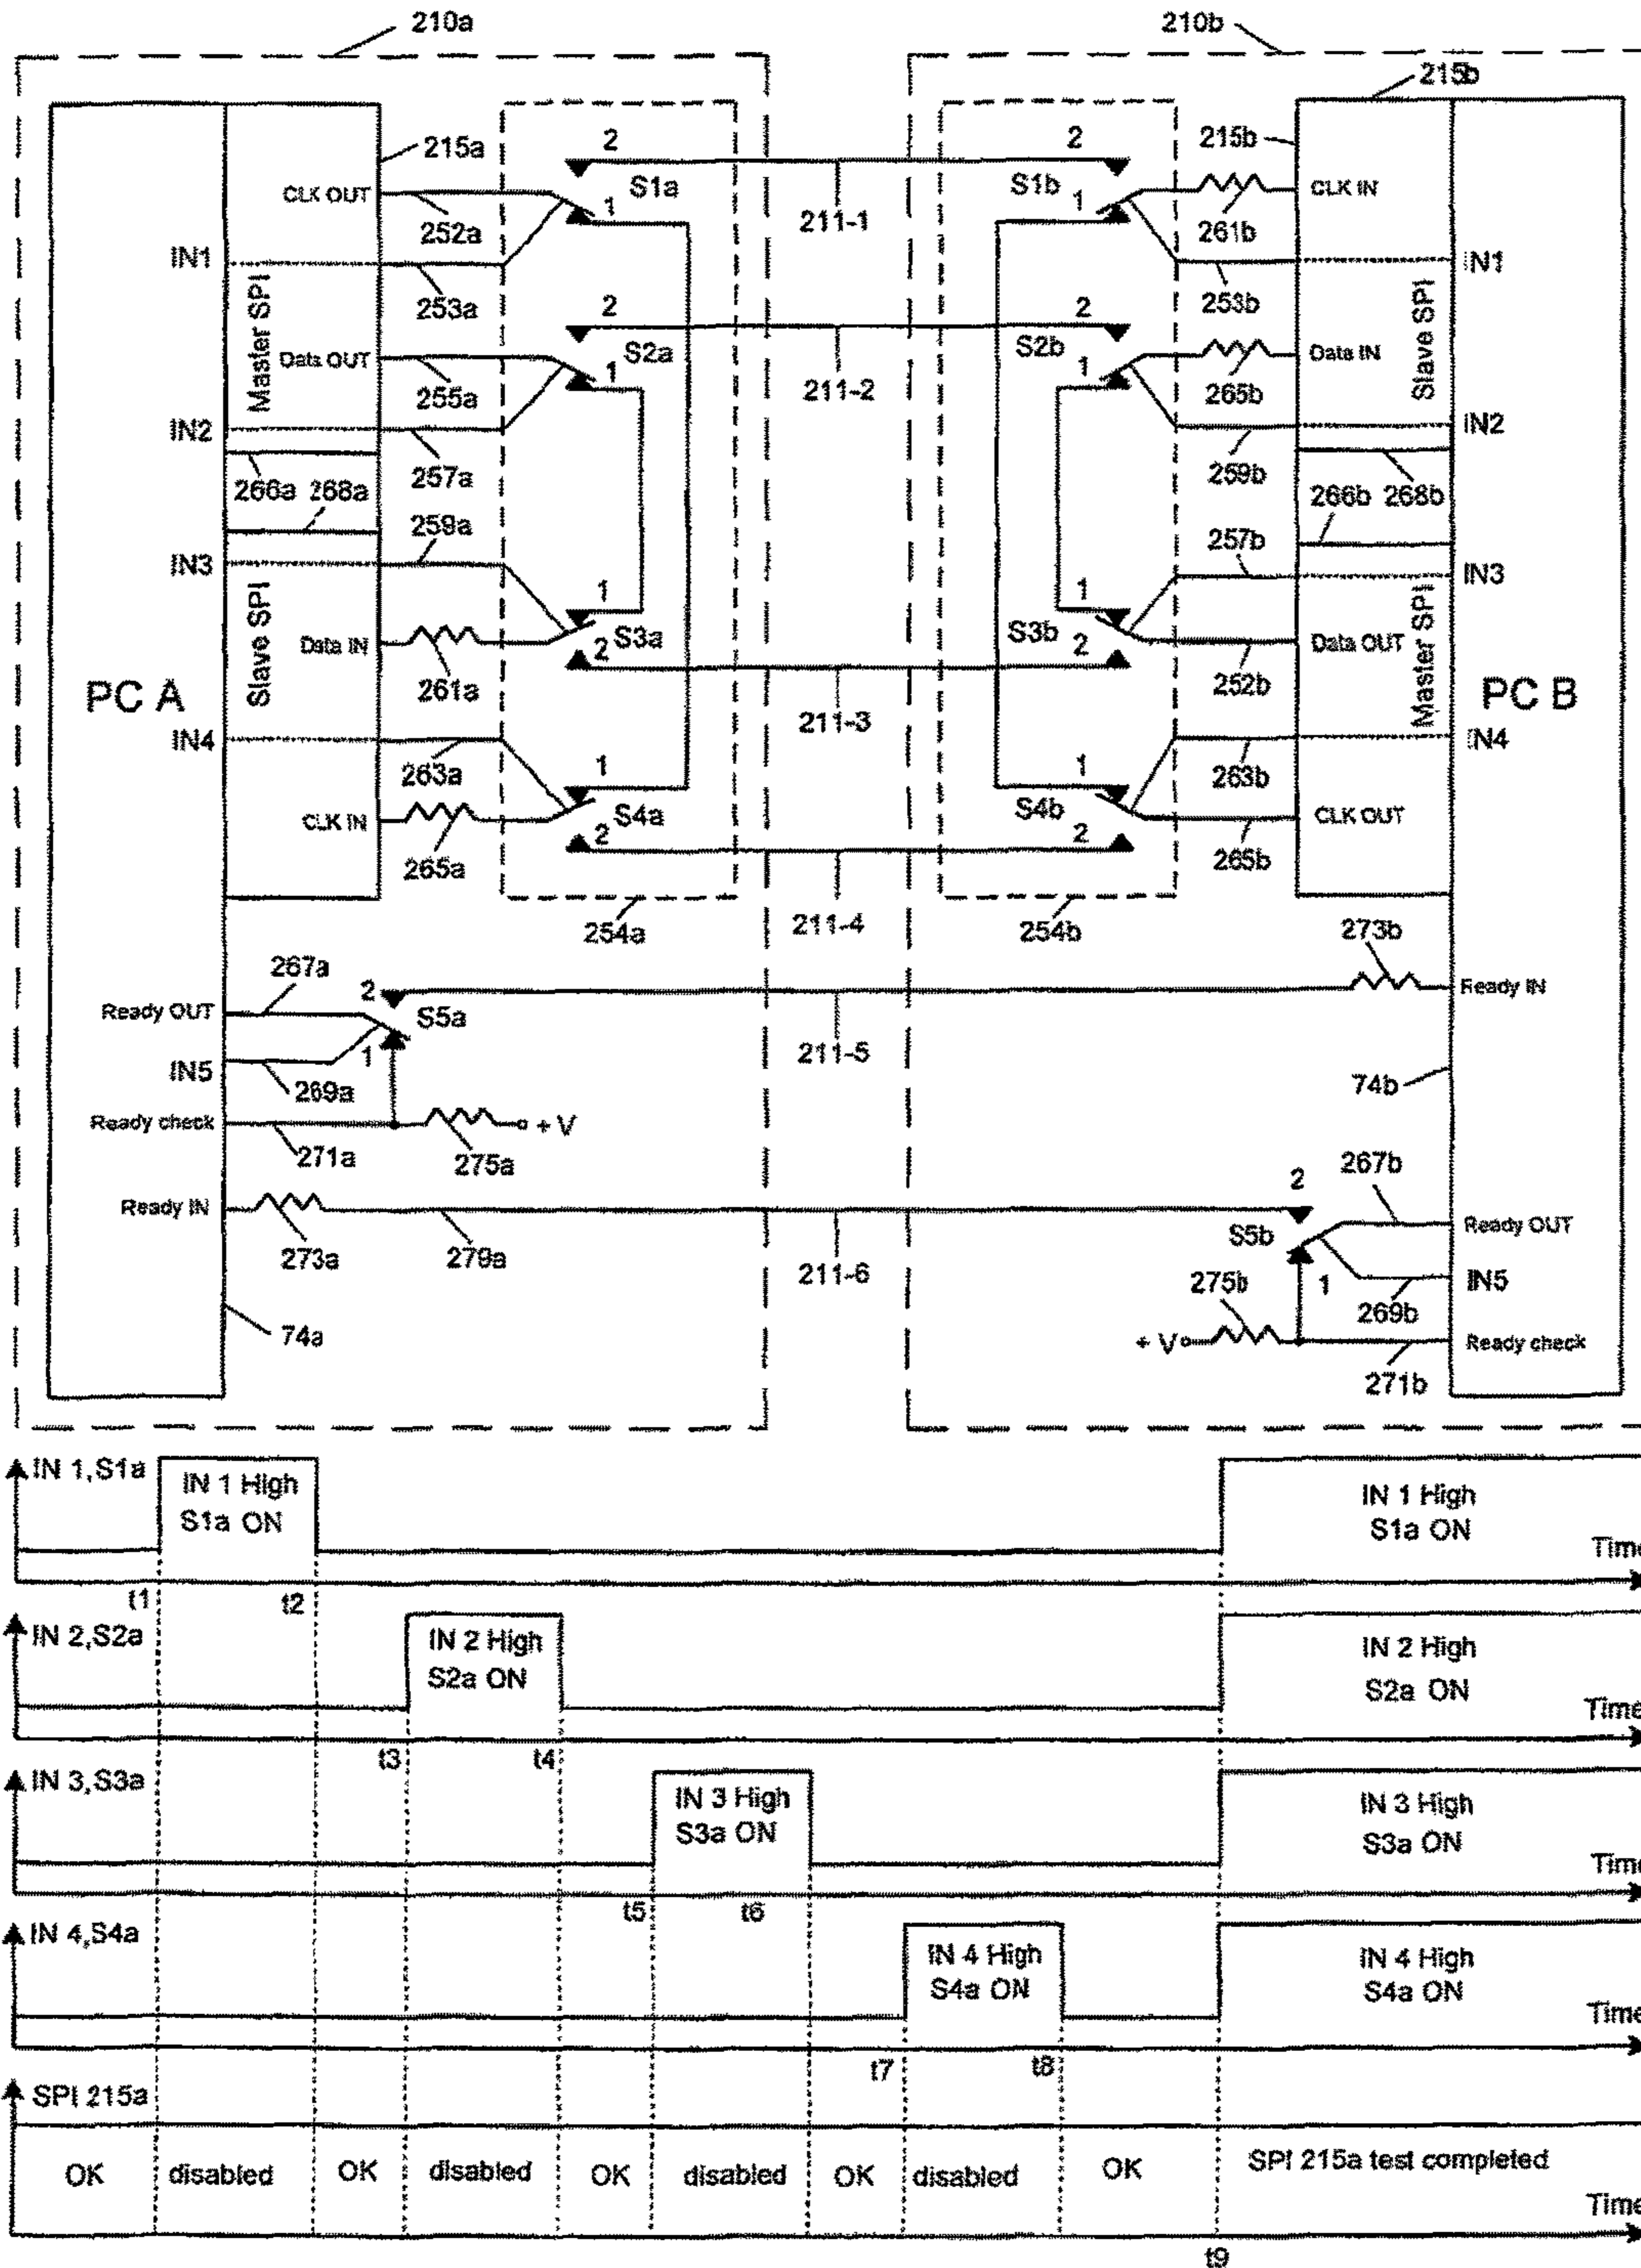 210a
210b
215b
215a
215b
2
2
CLK OUT
S1a
S1b
CLK IN
1
1
252a
211-1
261b
IN1
IN1
253a
253b
Master SPI
Slave SPI
2
2
Data OUT
S2a
S2b
Data IN
1
1
255a
211-2
265b
IN2
IN2
257a
259b
266a
268a
266b
268b
259a
257b
IN3
IN3
1
1
Slave SPI
Master SPI
Data IN
S3a
S3b
Data OUT
2
2
261a
252b
PC A
PC B
211-3
IN4
IN4
263a
263b
1
1
CLK IN
S4a
S4b
CLK OUT
2
2
265a
265b
254a
211-4
254b
273b
267a
2
Ready OUT
S5a
Ready IN
1
IN5
211-5
269a
74b
Ready check
+ V
271a
275a
267b
2
Ready IN
Ready OUT
S5b
273a
279a
211-6
275b
1
IN5
269b
74a
+ V
Ready check
271b
IN 1,S1a
IN 1 High
S1a ON
IN 1 High
S1a ON
Time
t1
t2
IN 2,S2a
IN 2 High
S2a ON
IN 2 High
S2a ON
Time
t3
t4
IN 3,S3a
IN 3 High
S3a ON
IN 3 High
S3a ON
Time
t5
t6
IN 4,S4a
IN 4 High
S4a ON
IN 4 High
S4a ON
Time
t7
t8
SPI 215a
OK
disabled
OK
disabled
OK
disabled
OK
disabled
OK
SPI 215a test completed
Time
t9